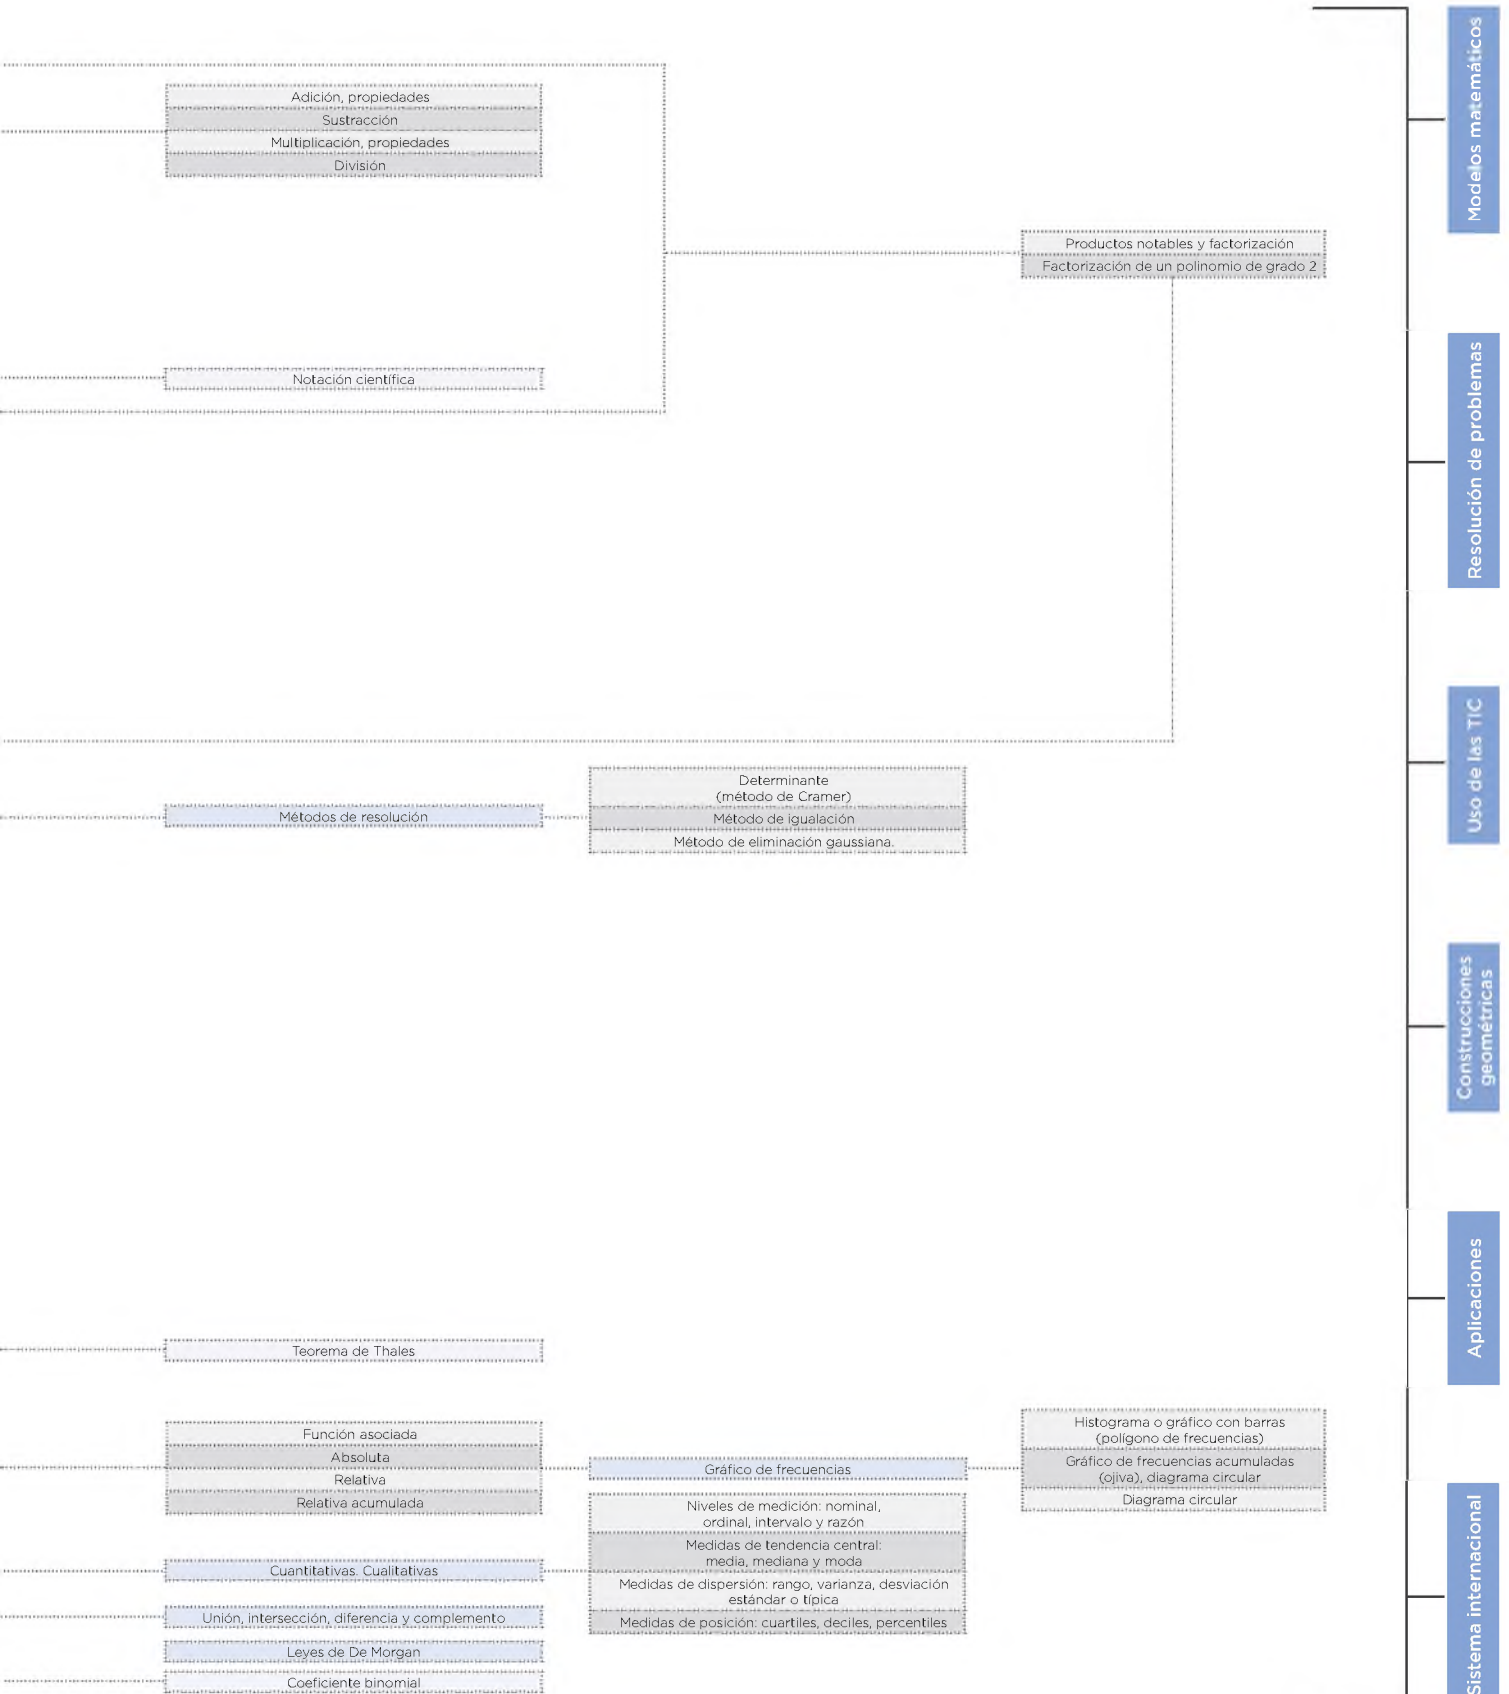 Adición, propiedades
Sustracción
Multiplicación, propiedades
División
Productos notables y factorización
Factorización de un polinomio de grado 2
Notación científica
Métodos de resolución
Determinante
(método de Cramer)
Método de igualación
Método de eliminación gaussiana.
Teorema de Thales
Función asociada
Absoluta
Relativa
Relativa acumulada
Gráfico de frecuencias
Histograma o gráfico con barras
(polígono de frecuencias)
Gráfico de frecuencias acumuladas
(ojiva), diagrama circular
Diagrama circular
Cuantitativas. Cualitativas
Niveles de medición: nominal,
ordinal, intervalo y razón
Medidas de tendencia central:
media, mediana y moda
Medidas de dispersión: rango, varianza, desviación
estándar o típica
Medidas de posición: cuartiles, deciles, percentiles
Unión, intersección, diferencia y complemento
Leyes de De Morgan
Coeficiente binomial
Modelos matemáticos
Resolución de problemas
Uso de las TIC
Construcciones
geométricas
Aplicaciones
Sistema internacional